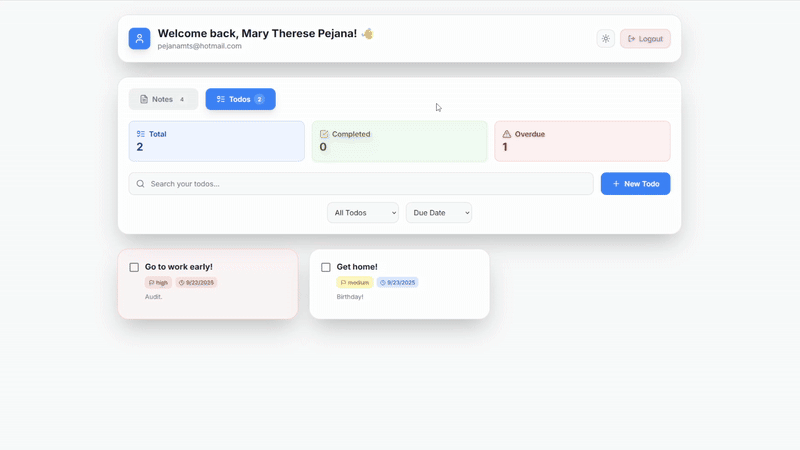 Welcome back, Mary Therese Pejana! 👋
pejanamts@hotmail.com
Logout
Notes 4
Todos 2
Total
2
Completed
0
Overdue
1
Search your todos...
New Todo
All Todos
Due Date
Go to work early!
high 9/22/2025
Audit.
Get home!
medium 9/23/2025
Birthday!